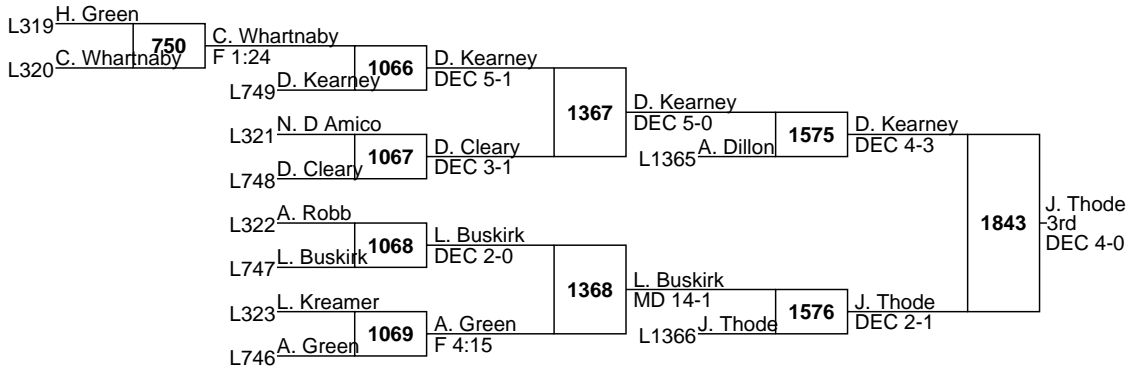 H. Green
L319
750
C. Whartnaby
L320
C. Whartnaby
F 1:24
1066
D. Kearney
L749
D. Kearney
DEC 5-1
1367
D. Kearney
DEC 5-0
N. D Amico
L321
1067
D. Cleary
L748
D. Cleary
DEC 3-1
A. Dillon
L1365
1575
D. Kearney
DEC 4-3
A. Robb
L322
1068
L. Buskirk
L747
L. Buskirk
DEC 2-0
1368
L. Buskirk
MD 14-1
L. Kreamer
L323
1069
A. Green
L746
A. Green
F 4:15
J. Thode
L1366
1576
J. Thode
DEC 2-1
1843
J. Thode
3rd
DEC 4-0